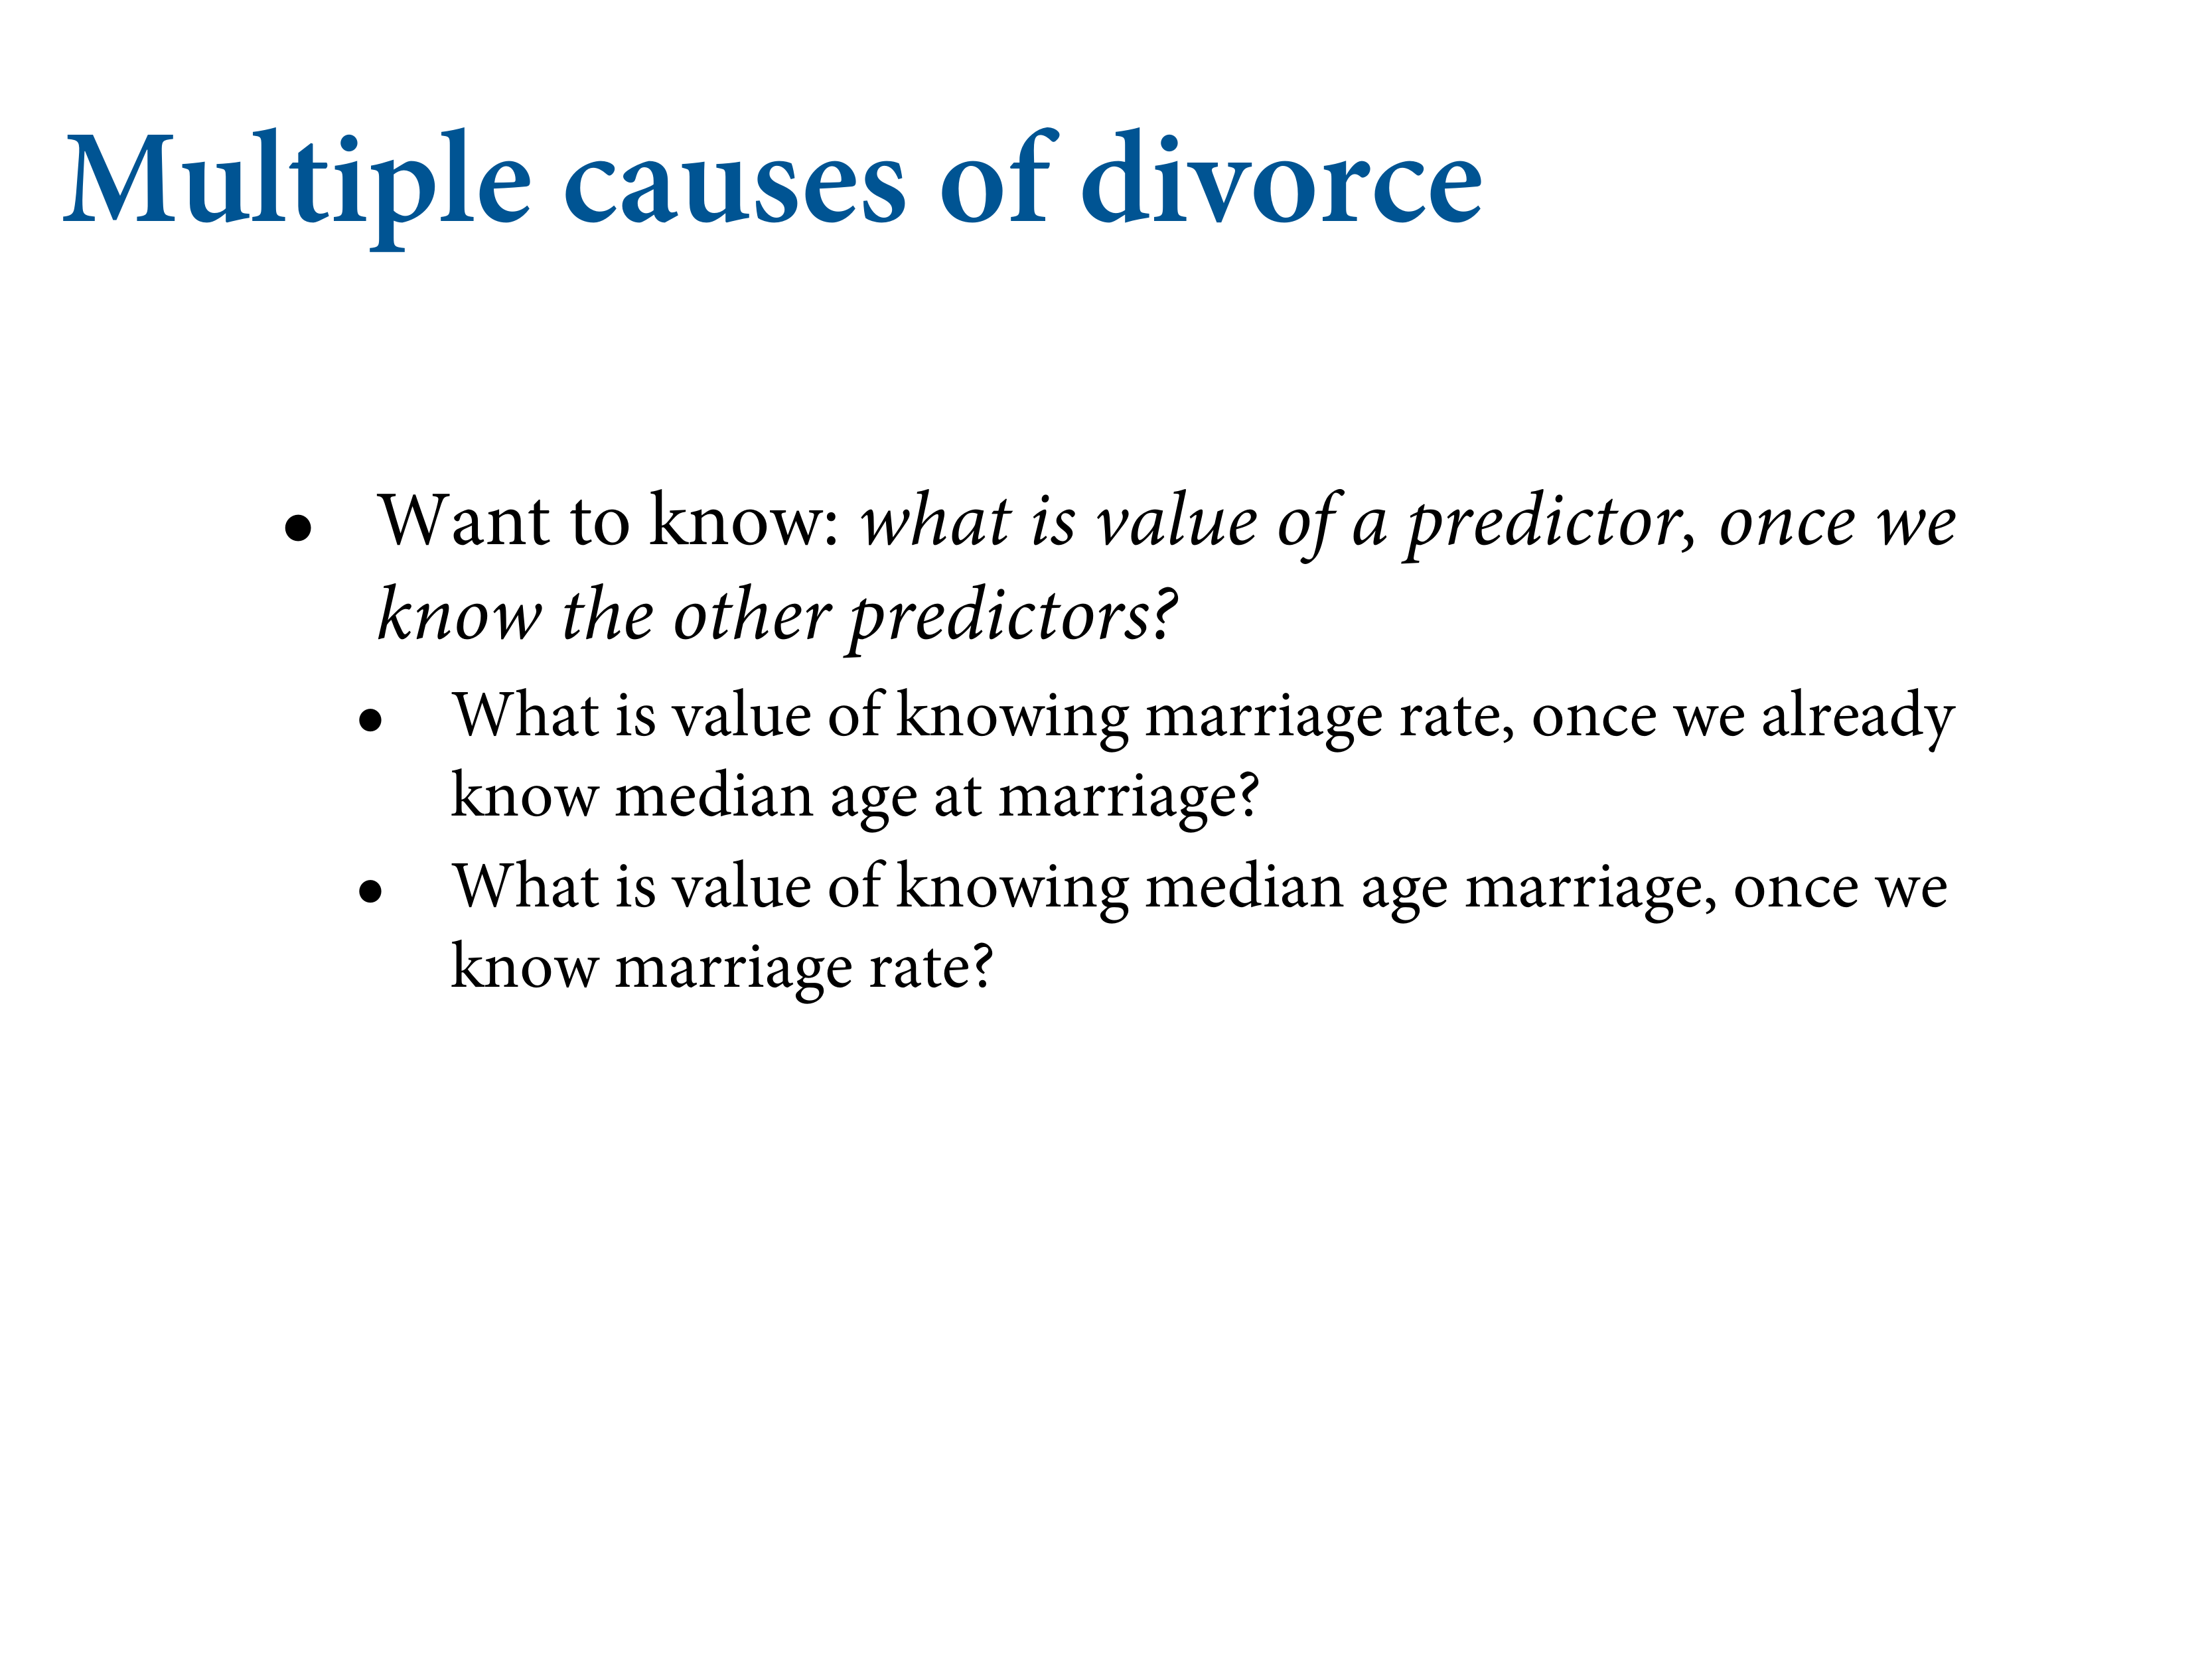 Multiple causes of divorce
• Want to know: what is value of a predictor, once we
know the other predictors?
• What is value of knowing marriage rate, once we already
know median age at marriage?
• What is value of knowing median age marriage, once we
know marriage rate?